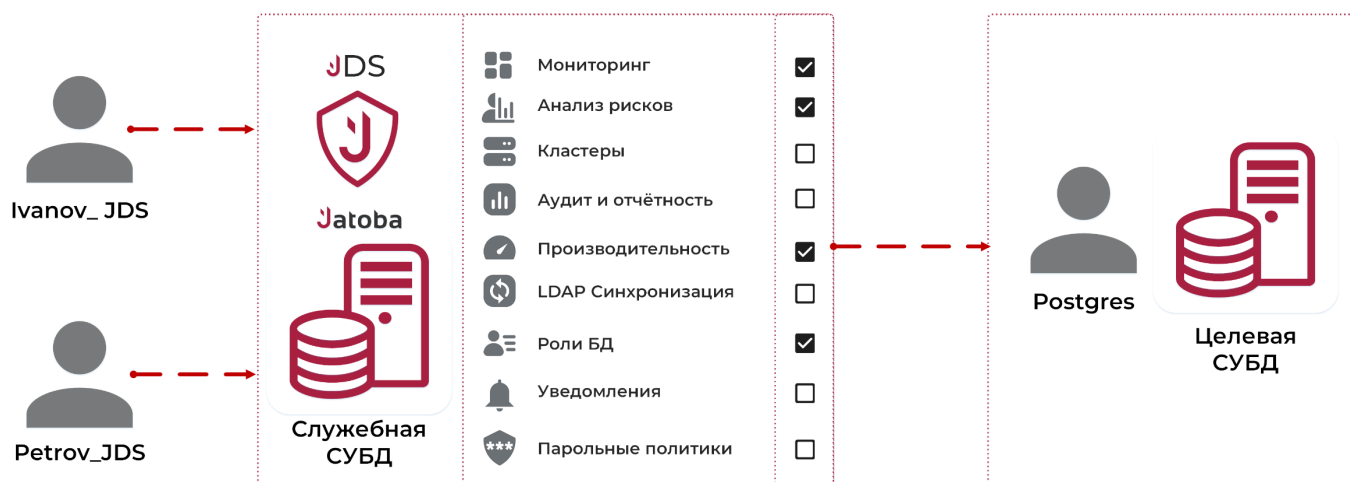 JDS
Jatoba
Ivanov_ JDS
Petrov_JDS
Служебная
СУБД
Мониторинг
Анализ рисков
Кластеры
Аудит и отчётность
Производительность
LDAP Синхронизация
Роли БД
Уведомления
***
Парольные политики
Postgres
Целевая
СУБД